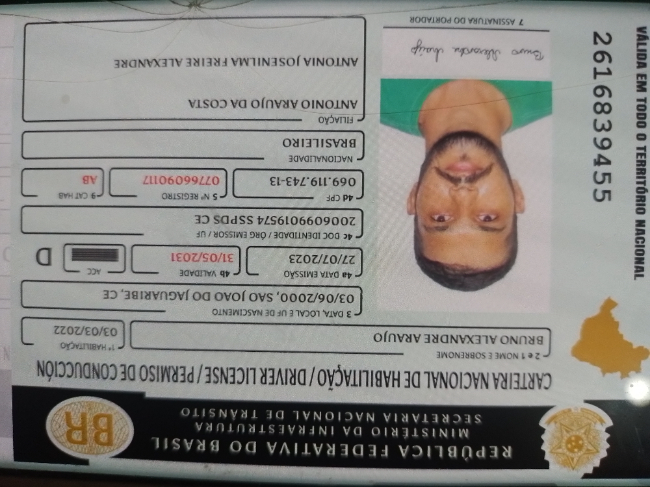 REPÚBLICA FEDERATIVA DO BRASIL
MINISTÉRIO DA INFRAESTRUTURA
SECRETARIA NACIONAL DE TRÂNSITO
BR
CARTEIRA NACIONAL DE HABILITAÇÃO / DRIVER LICENSE / PERMISO DE CONDUCCIÓN
2 e 1 NOME E SOBRENOME
BRUNO ALEXANDRE ARAUJO
1ª HABILITAÇÃO
03/03/2022
3 DATA, LOCAL E UF DE NASCIMENTO
03/06/2000, SAO JOAO DO JAGUARIBE, CE
4a DATA EMISSÃO
27/07/2023
4b VALIDADE
31/05/2031
ACC
D
4c DOC IDENTIDADE / ÓRG EMISSOR / UF
2006099019574 SSPDS CE
4d CPF
069.119.743-13
5 Nº REGISTRO
07766090117
9 CAT HAB
AB
NACIONALIDADE
BRASILEIRO
FILIAÇÃO
ANTONIO ARAUJO DA COSTA
ANTONIA JOSENILMA FREIRE ALEXANDRE
Bruno Alexandre Araújo
7 ASSINATURA DO PORTADOR
VÁLIDA EM TODO O TERRITÓRIO NACIONAL
2616839455